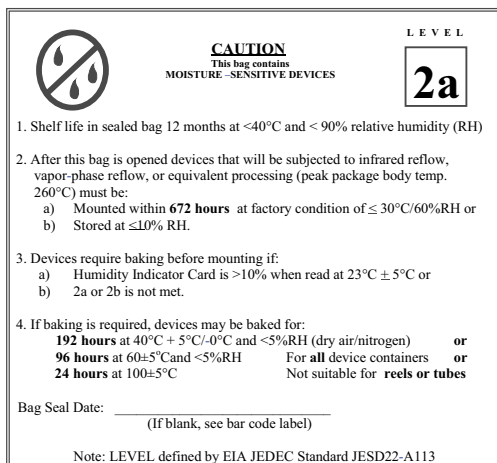 LEVEL
CAUTION
This bag contains
MOISTURE –SENSITIVE DEVICES
2a
1. Shelf life in sealed bag 12 months at <40°C and < 90% relative humidity (RH)
2. After this bag is opened devices that will be subjected to infrared reflow,
vapor-phase reflow, or equivalent processing (peak package body temp.
260°C) must be:
a) Mounted within 672 hours at factory condition of ≤ 30°C/60%RH or
b) Stored at ≤10% RH.
3. Devices require baking before mounting if:
a) Humidity Indicator Card is >10% when read at 23°C ± 5°C or
b) 2a or 2b is not met.
4. If baking is required, devices may be baked for:
192 hours at 40°C + 5°C/-0°C and <5%RH (dry air/nitrogen) or
96 hours at 60±5°Cand <5%RH For all device containers or
24 hours at 100±5°C Not suitable for reels or tubes
Bag Seal Date: ______________________________
(If blank, see bar code label)
Note: LEVEL defined by EIA JEDEC Standard JESD22-A113